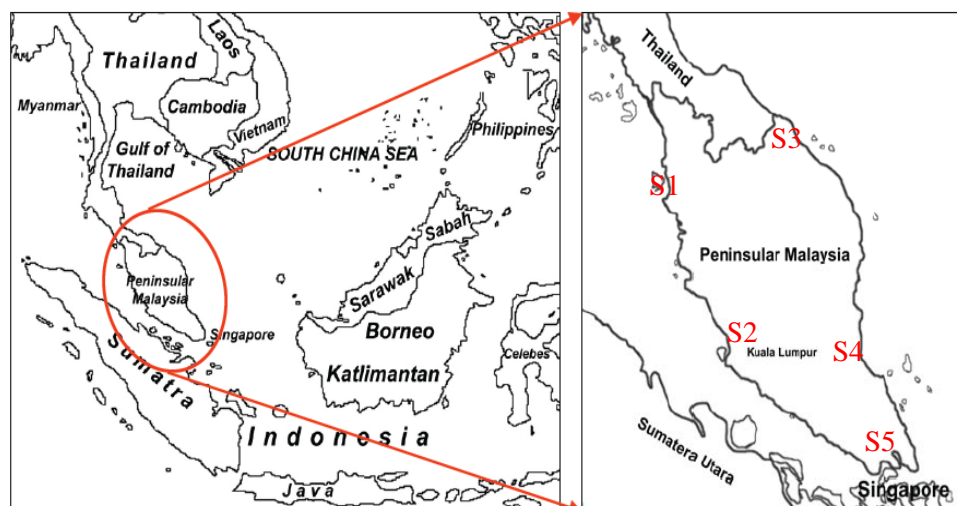 Laos
Thailand
Myanmar
Cambodia
Vietnam
Philippines
Gulf of
Thailand
SOUTH CHINA SEA
Sabah
Sarawak
Peninsular
Malaysia
Singapore
Borneo
Katlimantan
Celebes
Sumatra
Indonesia
Java
Thailand
S3
S1
Peninsular Malaysia
S2
Kuala Lumpur
S4
S5
Sumatera Utara
Singapore